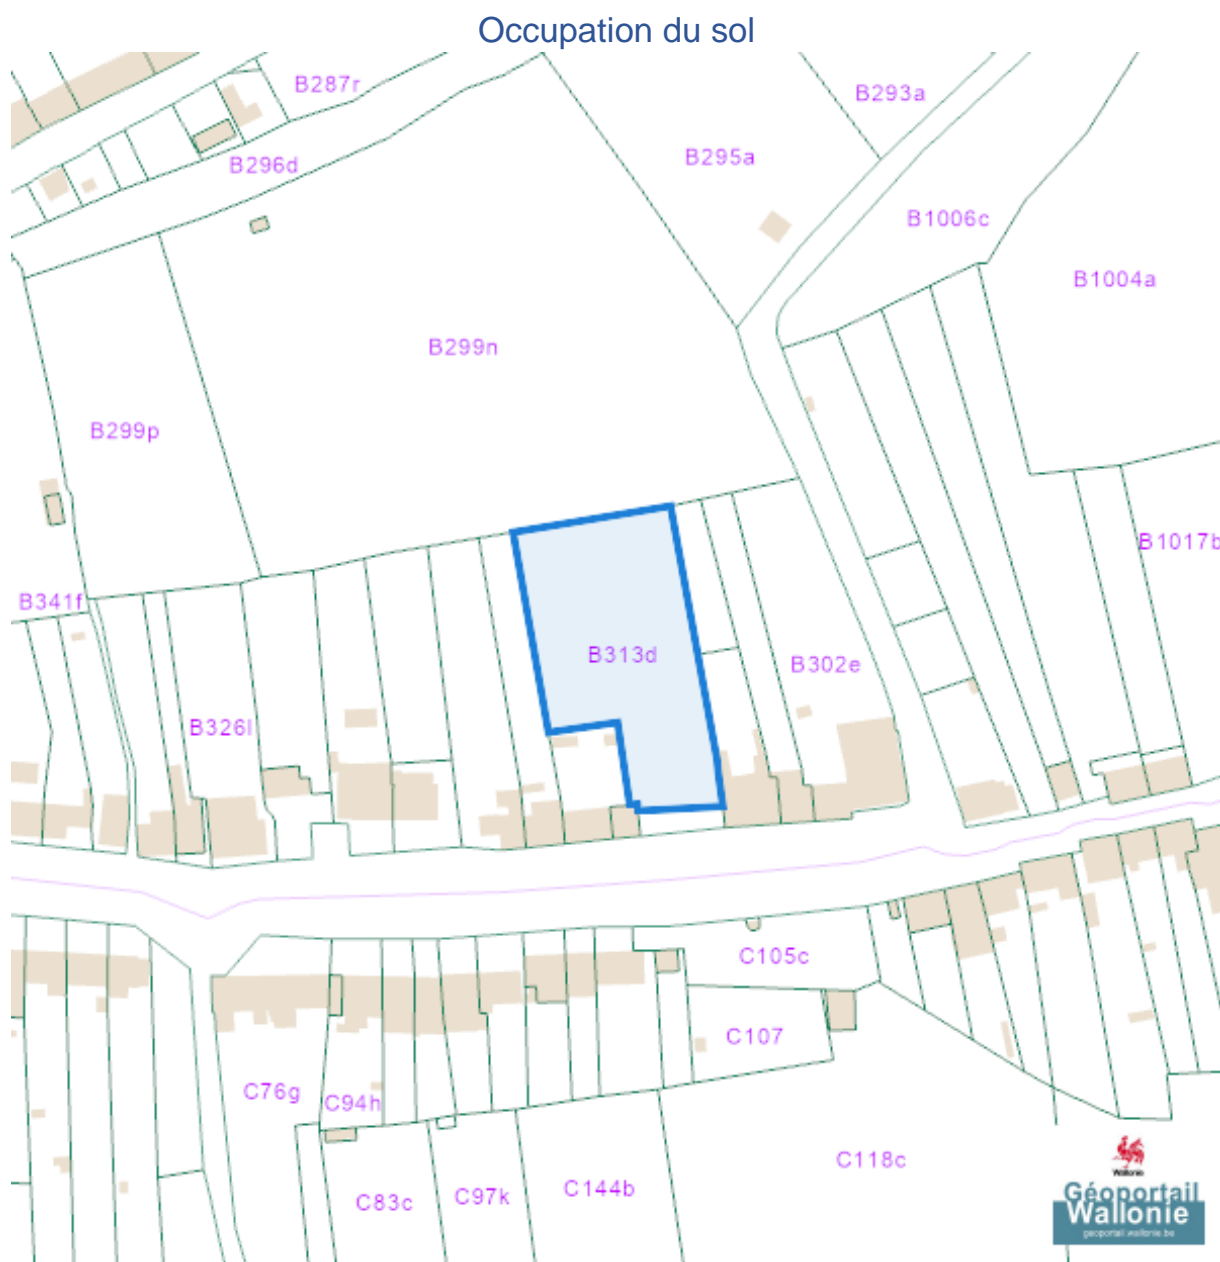 Occupation du sol
B287r
B293a
B295a
B296d
B1006c
B1004a
B299n
B299p
B1017b
B341f
B313d
B302e
B326l
C105c
C107
C76g
C94h
C118c
C83c
C97k
C144b
Wallonie
Géoportail
Wallonie
geoportail.wallonie.be